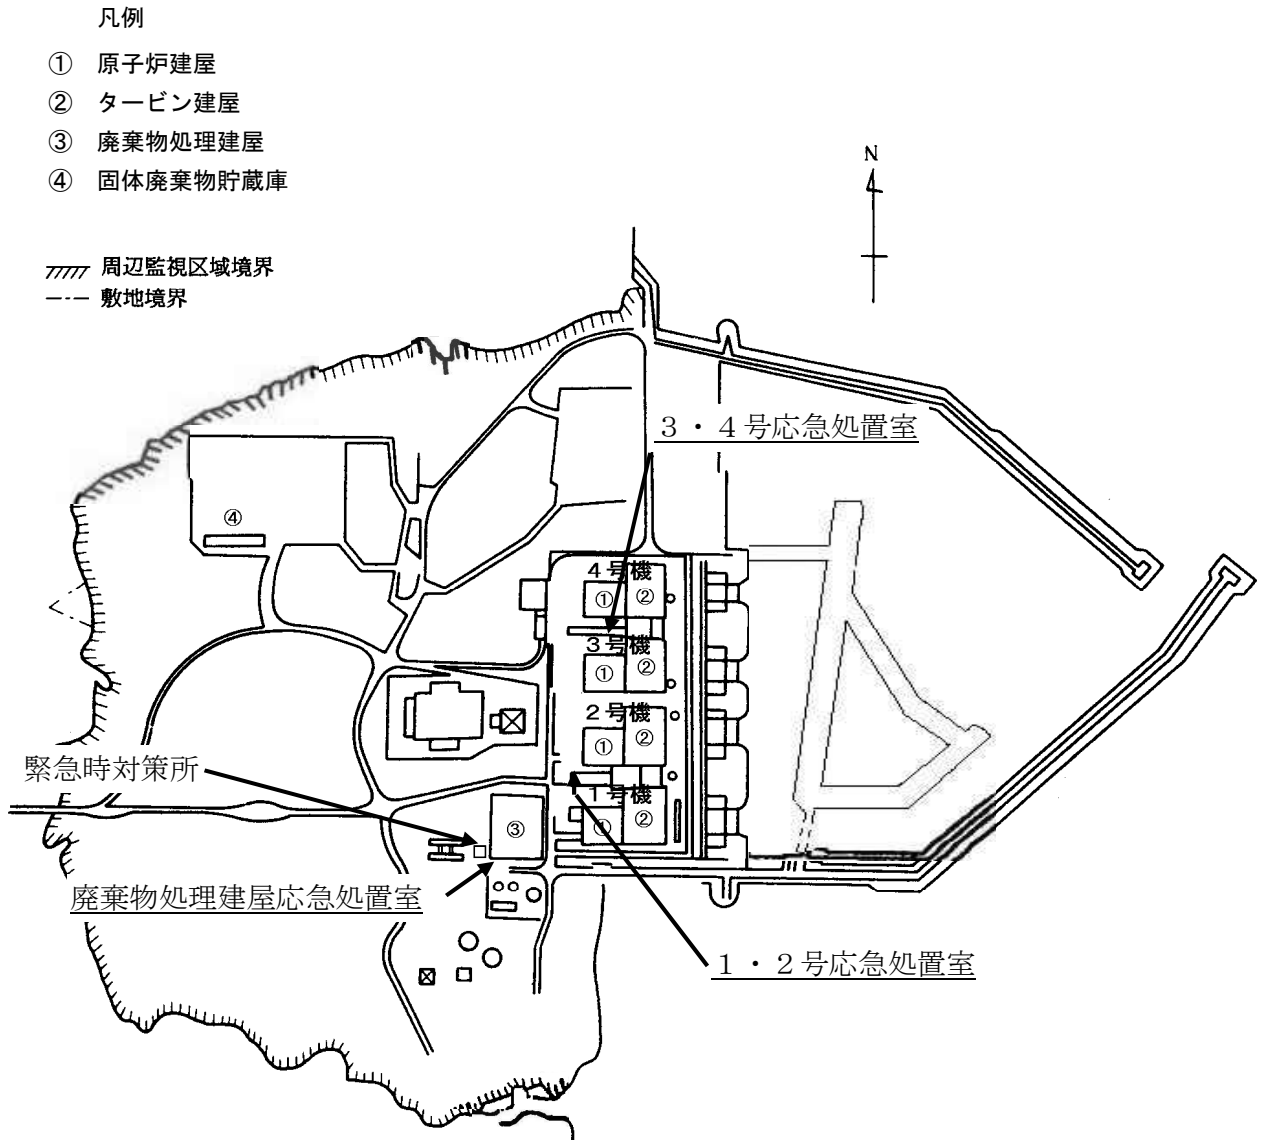 凡例
① 原子炉建屋
② タービン建屋
③ 廃棄物処理建屋
④ 固体廃棄物貯蔵庫
周辺監視区域境界
敷地境界
N
3・4号応急処置室
④
4号機
① ②
3号機
① ②
2号機
① ②
緊急時対策所
1号機
③
① ②
廃棄物処理建屋応急処置室
1・2号応急処置室